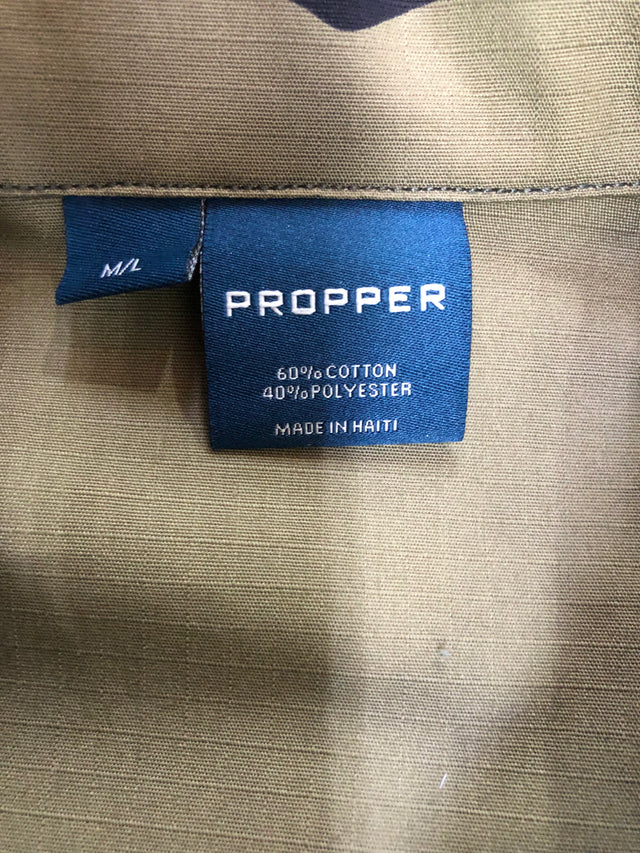 M/L
PROPPER
60% COTTON
40% POLYESTER
MADE IN HAITI